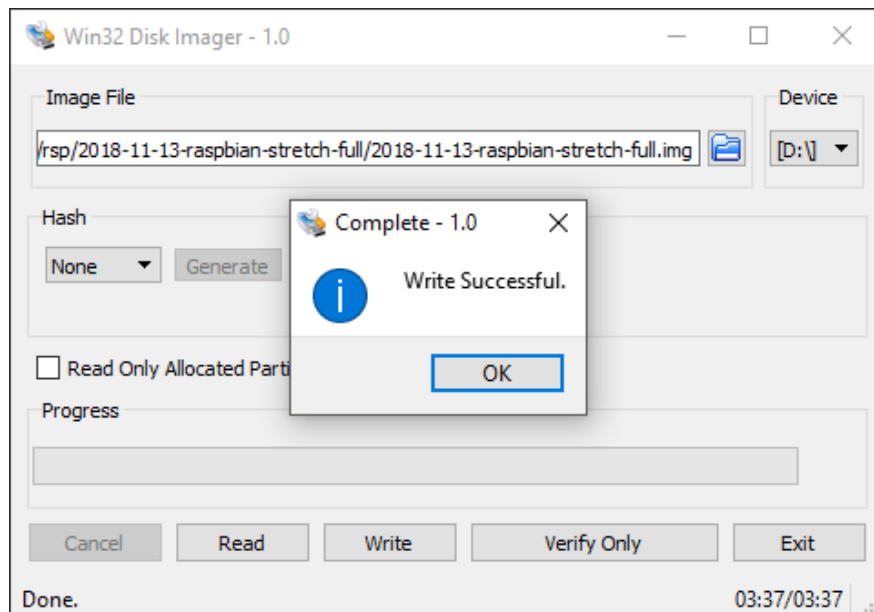 Win32 Disk Imager - 1.0
Image File
Device
/rsp/2018-11-13-raspbian-stretch-full/2018-11-13-raspbian-stretch-full.img
[D:\]
Hash
None
Generate
Complete - 1.0
Write Successful.
OK
Read Only Allocated Parti
Progress
Cancel
Read
Write
Verify Only
Exit
Done.
03:37/03:37